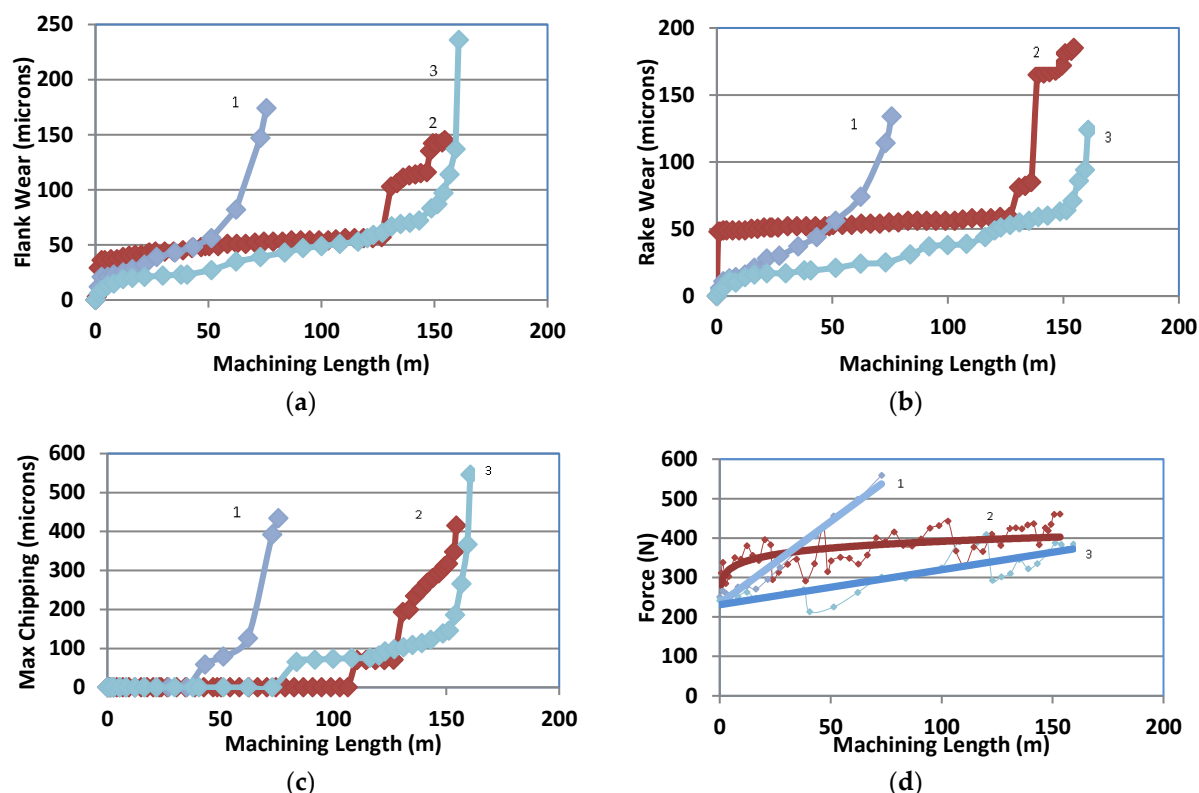 250
200
150
100
50
0
Flank Wear (microns)
1
2
3
0 50 100 150 200
Machining Length (m)
(a)
200
150
100
50
0
Rake Wear (microns)
1
2
3
0 50 100 150 200
Machining Length (m)
(b)
600
500
400
300
200
100
0
Max Chipping (microns)
1
2
3
0 50 100 150 200
Machining Length (m)
(c)
600
500
400
300
200
100
0
Force (N)
1
2
3
0 50 100 150 200
Machining Length (m)
(d)